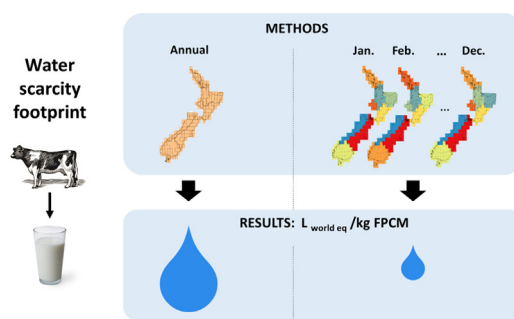 METHODS
Annual
Jan. Feb. ... Dec.
...
Water
scarcity
footprint
RESULTS: L world eq /kg FPCM